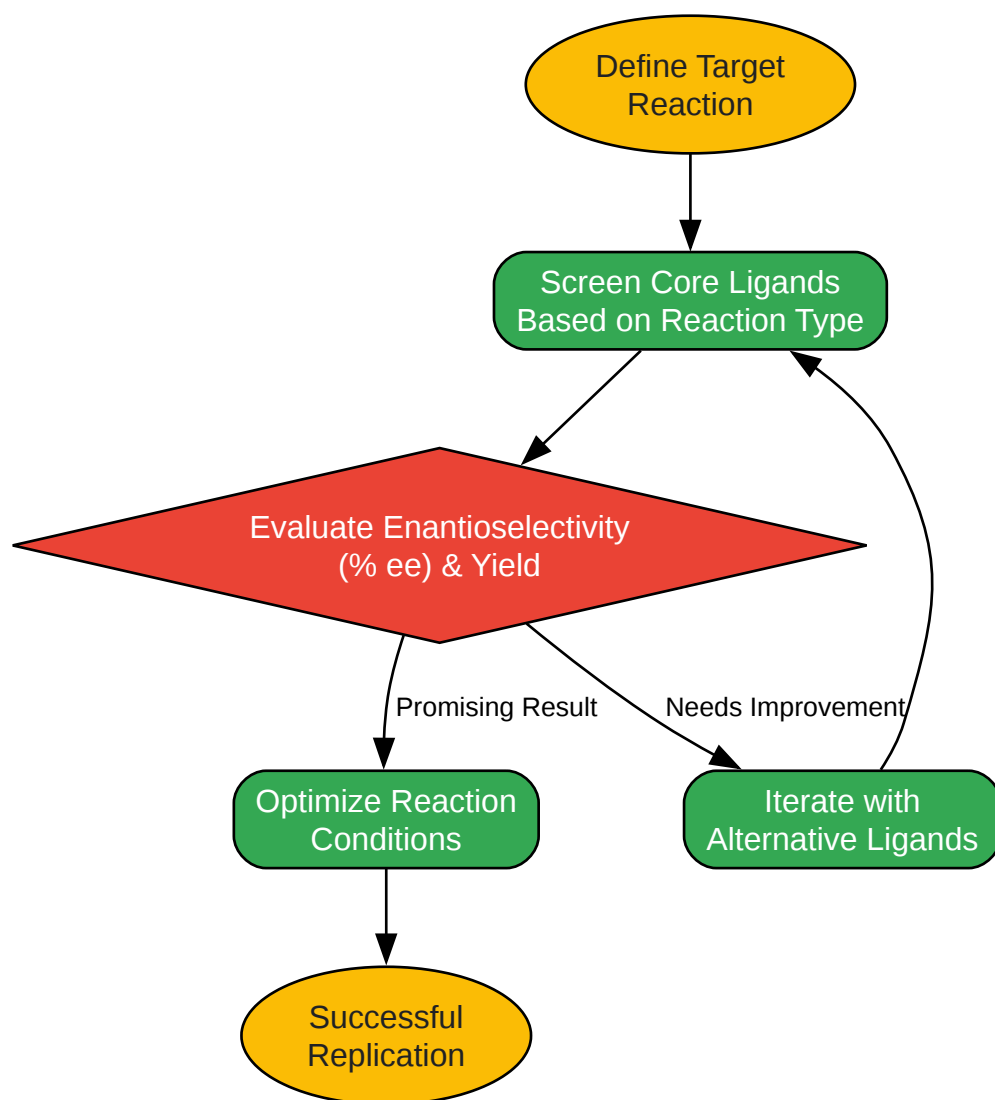 Define Target
Reaction
Screen Core Ligands
Based on Reaction Type
Evaluate Enantioselectivity
(% ee) & Yield
Promising Result
Needs Improvement
Optimize Reaction
Conditions
Iterate with
Alternative Ligands
Successful
Replication